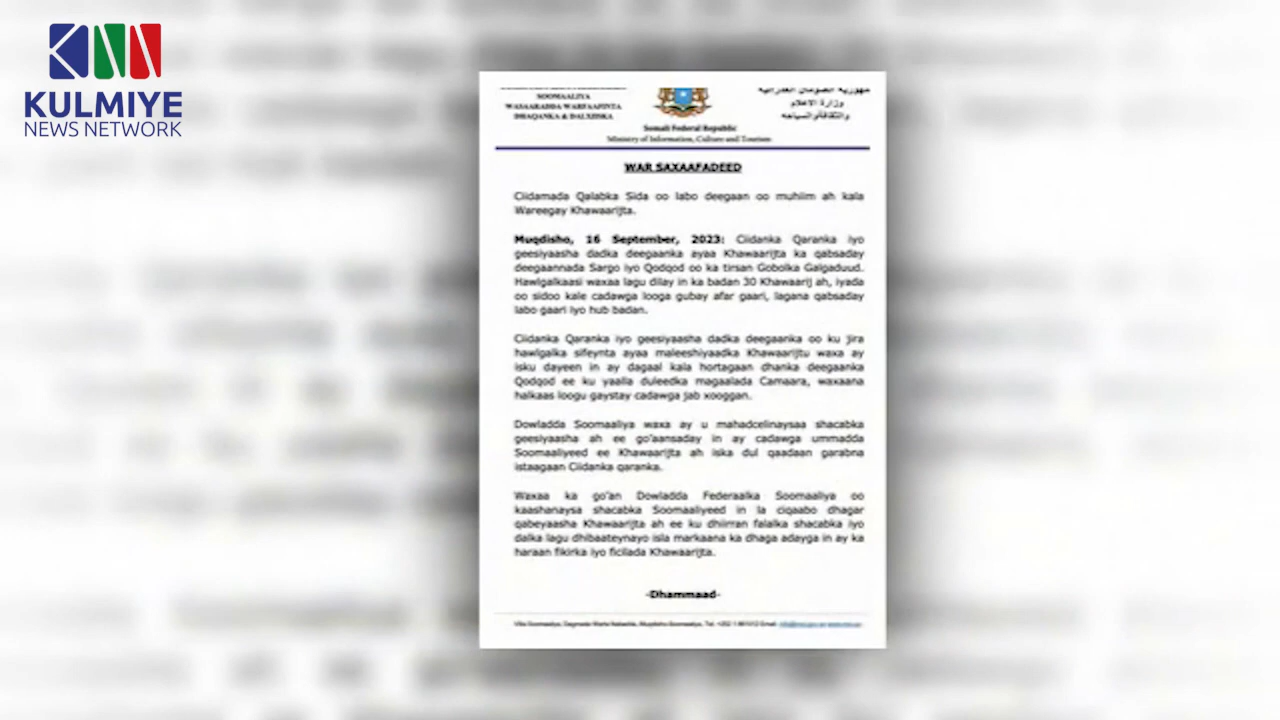 KULMIYE
NEWS NETWORK
SOOMAALIYA
WASAARADDA WARFAAFINTA
DHAQANKA & DALXIISKA
جمهورية الصومال الفدرالية
وزارة الاعلام
والثقافة والسياحه
Somali Federal Republic
Ministry of Information, Culture and Tourism
WAR SAXAAFADEED
Ciidamada Qalabka Sida oo labo deegaan oo muhiim ah kala
Wareegay Khawaarijta.
Muqdisho, 16 September, 2023: Ciidanka Qaranka iyo
geesiyaasha dadka deegaanka ayaa Khawaarijta ka qabsaday
deegaannada Sargo iyo Qodqod oo ka tirsan Gobolka Galgaduud.
Hawlgalkaasi waxaa lagu dilay in ka badan 30 Khawaarij ah, iyada
oo sidoo kale cadawga looga gubay afar gaari, lagana qabsaday
labo gaari iyo hub badan.
Ciidanka Qaranka iyo geesiyaasha dadka deegaanka oo ku jira
hawlgalka sifeynta ayaa maleeshiyaadka Khawaarijtu waxa ay
isku dayeen in ay dagaal kala hortagaan dhanka deegaanka
Qodqod ee ku yaalla duleedka magaalada Camaara, waxaana
halkaas loogu gaystay cadawga jab xooggan.
Dowladda Soomaaliya waxa ay u mahadcelinaysaa shacabka
geesiyaasha ah ee go'aansaday in ay cadawga ummadda
Soomaaliyeed ee Khawaarijta ah iska dul qaadaan garabna
istaagaan Ciidanka qaranka.
Waxaa ka go'an Dowladda Federaalka Soomaaliya oo
kaashanaysa shacabka Soomaaliyeed in la ciqaabo dhagar
qabeyaasha Khawaarijta ah ee ku dhiirran falalka shacabka iyo
dalka lagu dhibaateynayo isla markaana ka dhaga adayga in ay ka
haraan fikirka iyo ficilada Khawaarijta.
-Dhammaad-